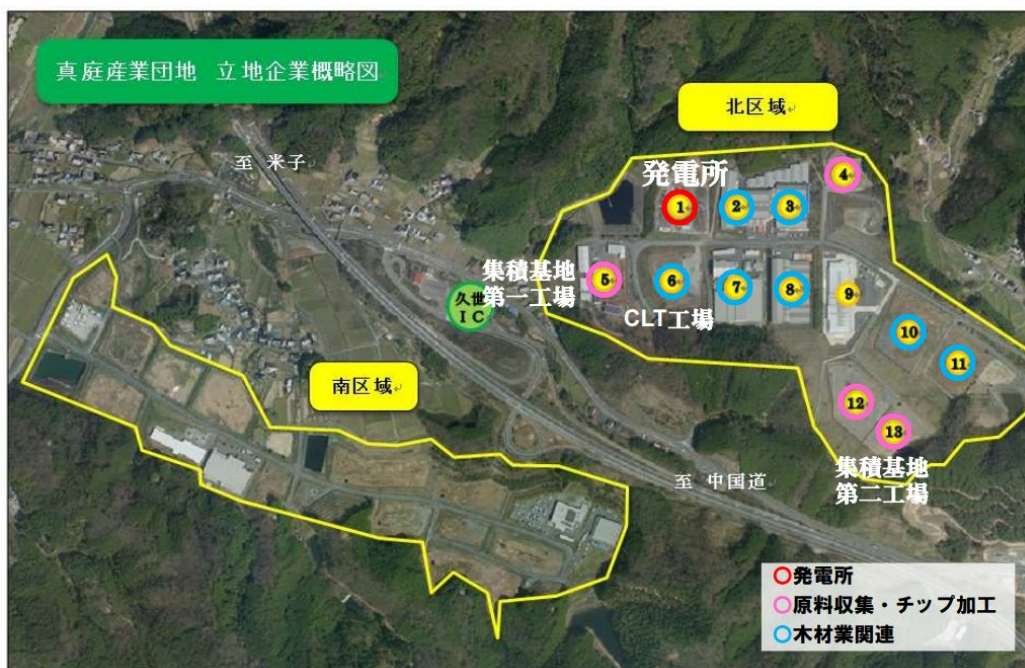 真庭産業団地 立地企業概略図
北区域
至 米子
発電所
1
2
3
4
集積基地
第一工場
5
6
7
8
9
CLT工場
久世
IC
10
11
南区域
12
13
集積基地
第二工場
至 中国道
発電所
原料収集・チップ加工
木材業関連